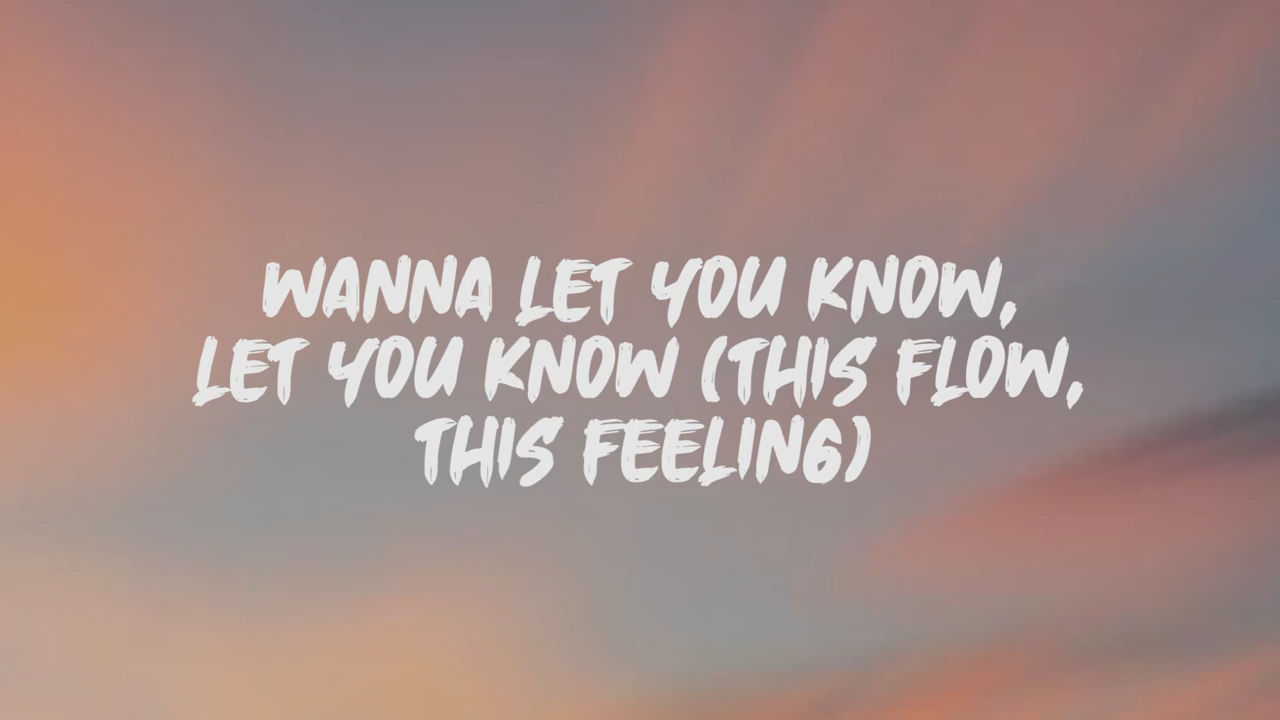 WANNA LET YOU KNOW,
LET YOU KNOW (THIS FLOW,
THIS FEELING)